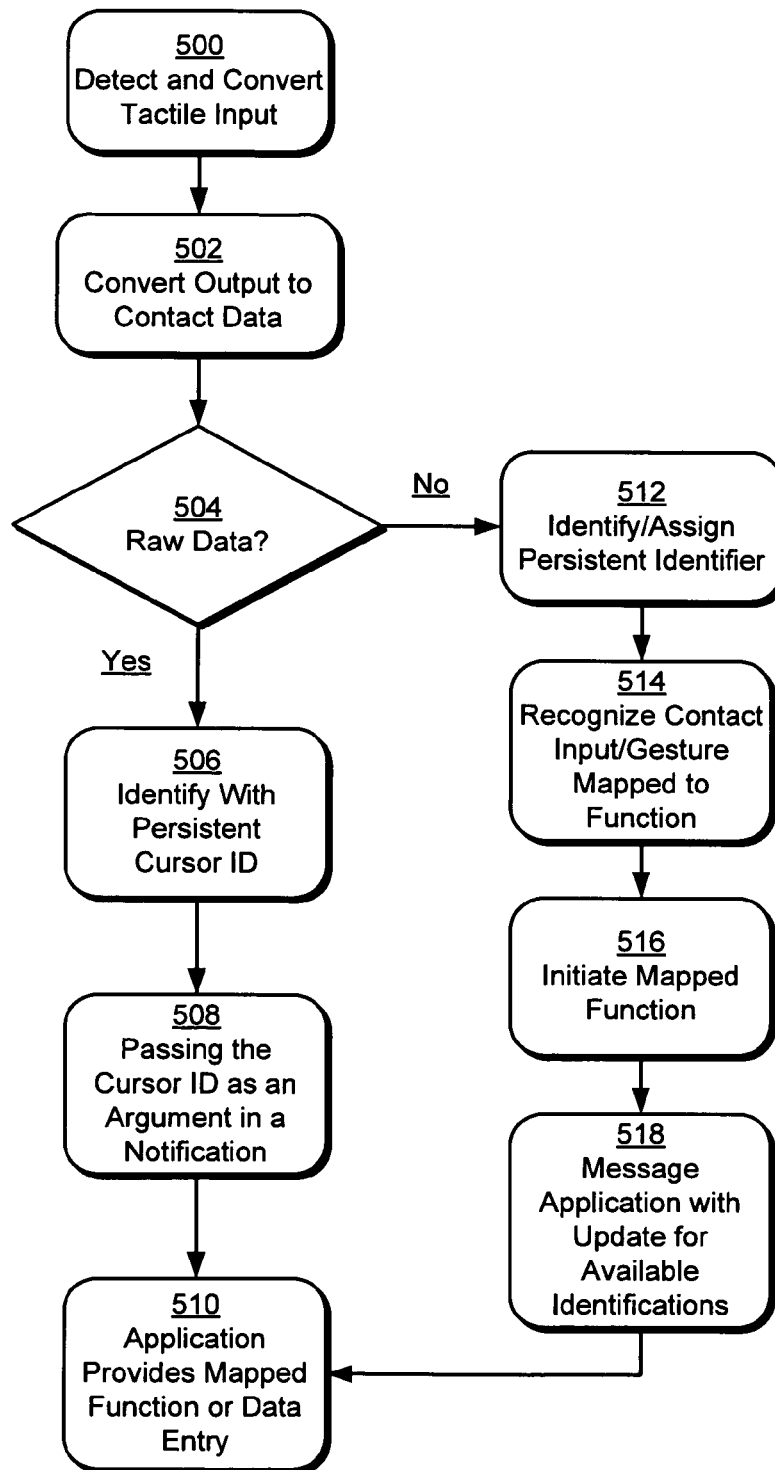 500
Detect and Convert
Tactile Input
502
Convert Output to
Contact Data
504
Raw Data?
No
Yes
512
Identify/Assign
Persistent Identifier
514
Recognize Contact
Input/Gesture
Mapped to
Function
506
Identify With
Persistent
Cursor ID
516
Initiate Mapped
Function
508
Passing the
Cursor ID as an
Argument in a
Notification
518
Message
Application with
Update for
Available
Identifications
510
Application
Provides Mapped
Function or Data
Entry